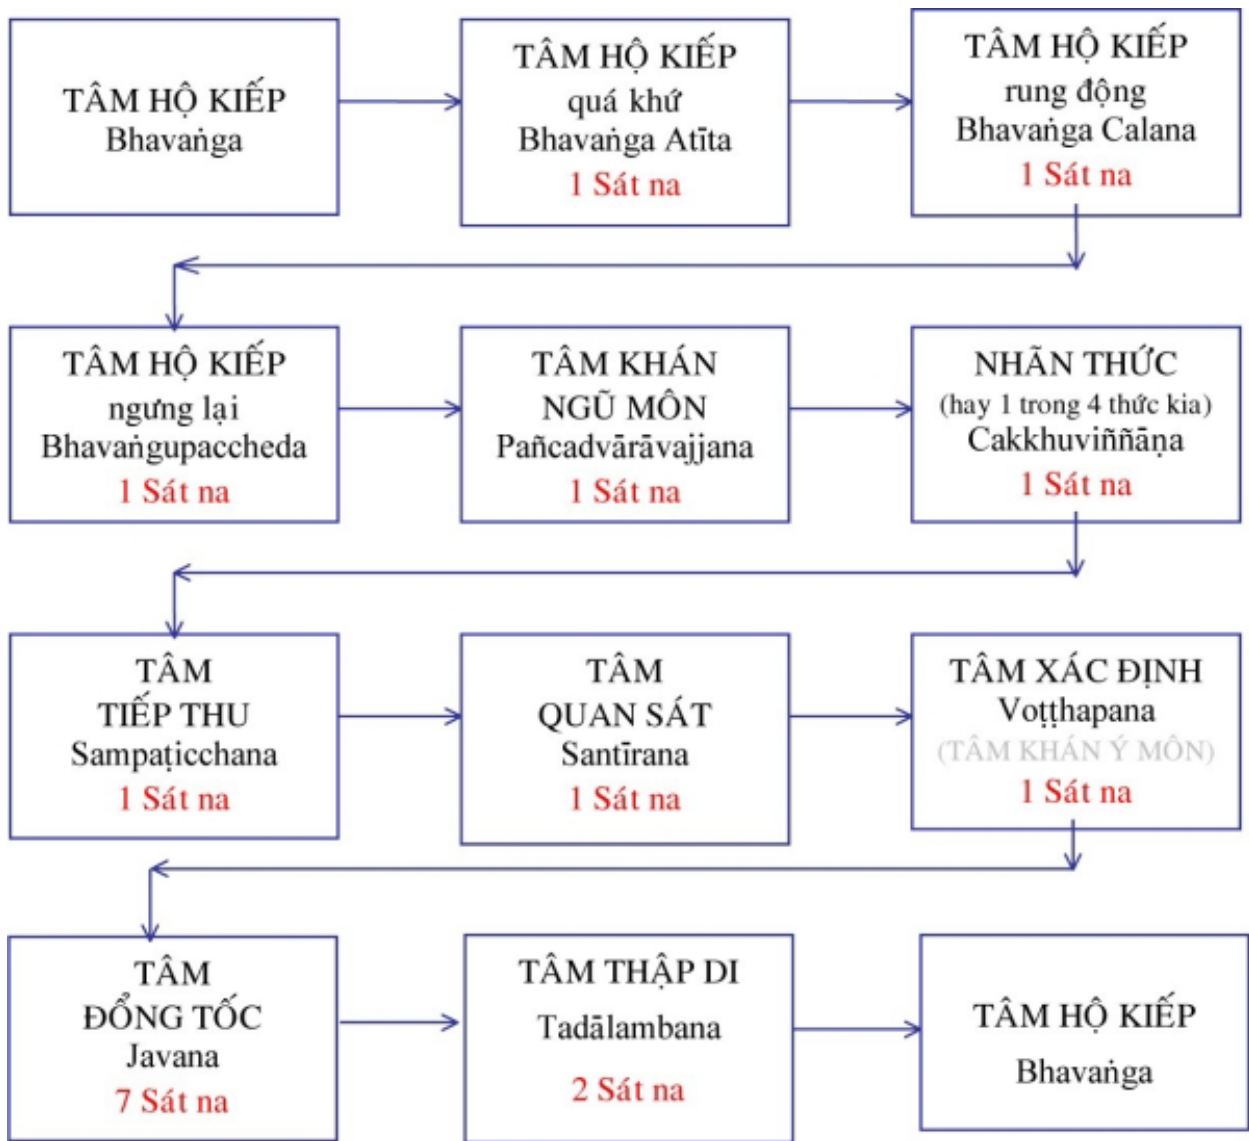 TÂM HỘ KIẾP
Bhavaṅga
TÂM HỘ KIẾP
quá khứ
Bhavaṅga Atīta
1 Sát na
TÂM HỘ KIẾP
rung động
Bhavaṅga Calana
1 Sát na
TÂM HỘ KIẾP
ngưng lại
Bhavaṅgupaccheda
1 Sát na
TÂM KHÁN
NGŨ MÔN
Pañcadvārāvajjana
1 Sát na
NHÃN THỨC
(hay 1 trong 4 thức kia)
Cakkhuviññāṇa
1 Sát na
TÂM
TIẾP THU
Sampaṭicchana
1 Sát na
TÂM
QUAN SÁT
Santīrana
1 Sát na
TÂM XÁC ĐỊNH
Voṭṭhapana
(TÂM KHÁN Ý MÔN)
1 Sát na
TÂM
ĐỔNG TỐC
Javana
7 Sát na
TÂM THẬP DI
Tadālambana
2 Sát na
TÂM HỘ KIẾP
Bhavaṅga